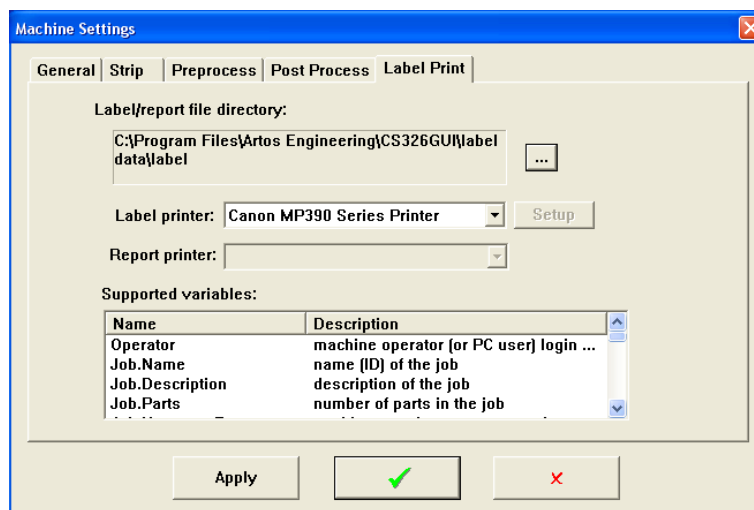 Machine Settings
General Strip Preprocess Post Process Label Print
Label/report file directory:
C:\Program Files\Artos Engineering\CS326GUI\label
data\label
...
Label printer: Canon MP390 Series Printer Setup
Report printer:
Supported variables:
Name Description
Operator machine operator (or PC user) login ...
Job.Name name (ID) of the job
Job.Description description of the job
Job.Parts number of parts in the job
Apply